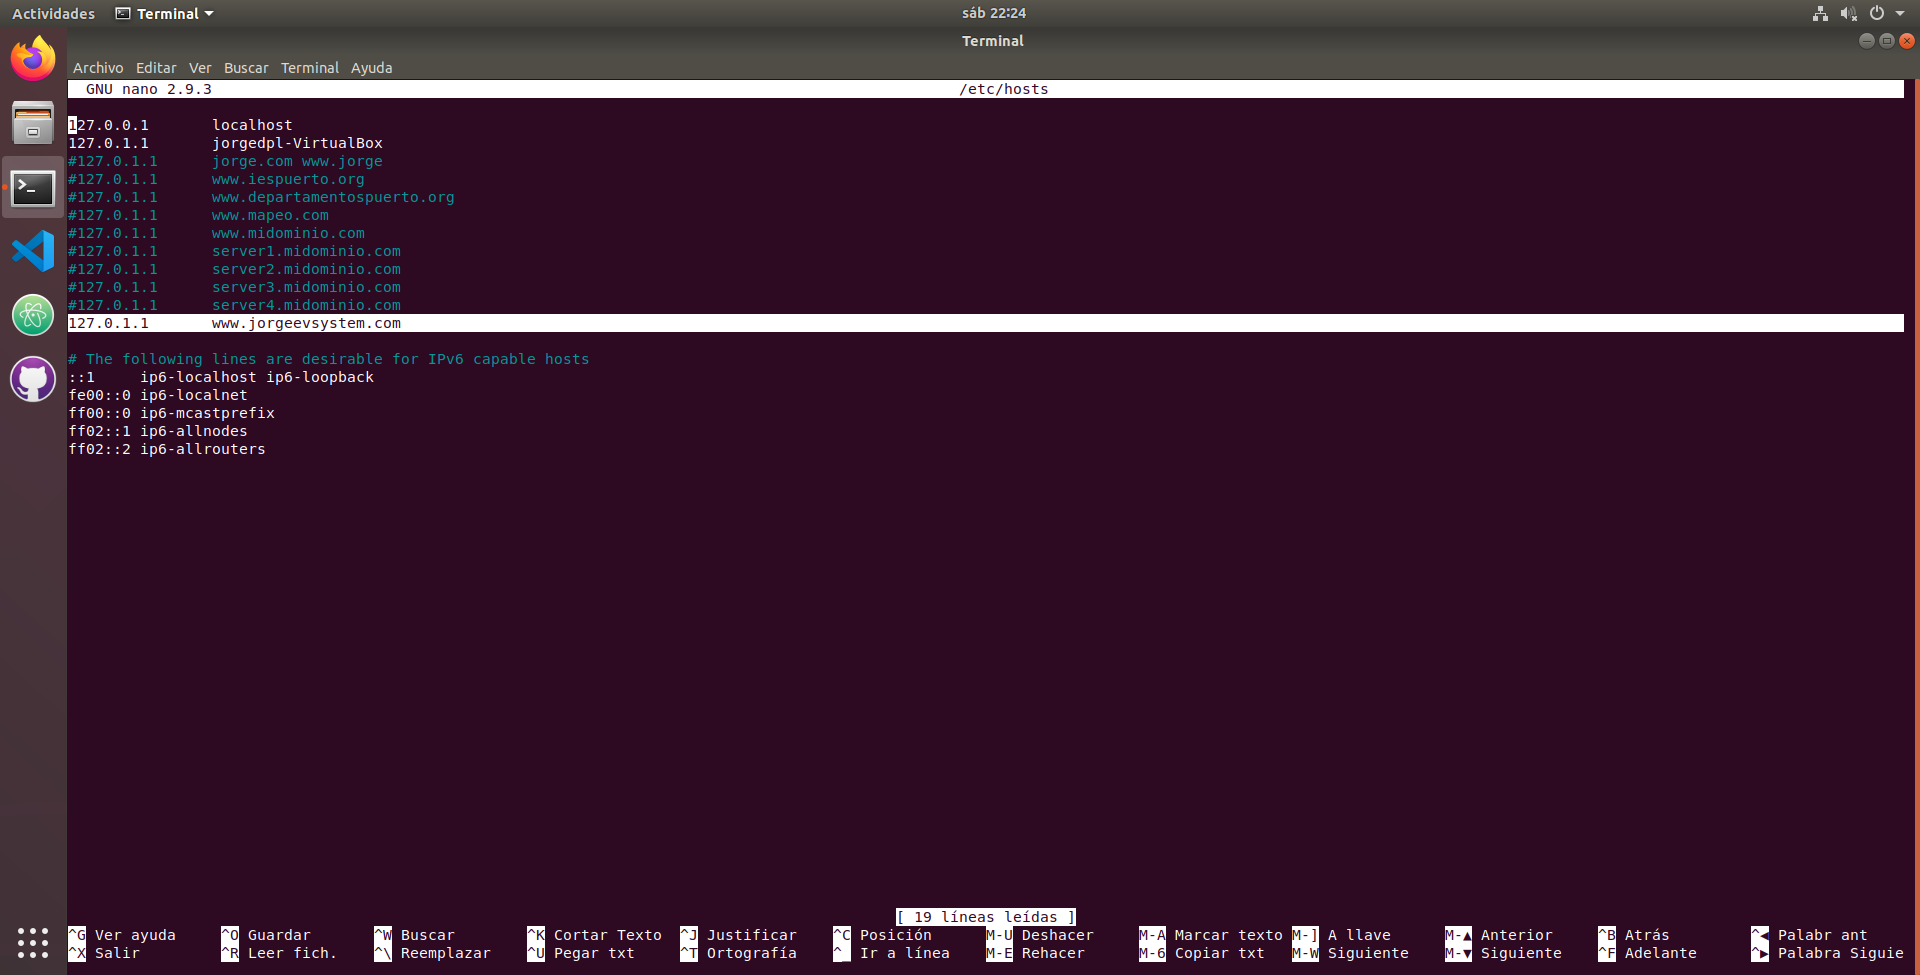 Actividades Terminal sáb 22:24
Terminal
Archivo Editar Ver Buscar Terminal Ayuda
GNU nano 2.9.3 /etc/hosts
127.0.0.1 localhost
127.0.1.1 jorgedpl-VirtualBox
#127.0.1.1 jorge.com www.jorge
#127.0.1.1 www.iespuerto.org
#127.0.1.1 www.departamentospuerto.org
#127.0.1.1 www.mapeo.com
#127.0.1.1 www.midominio.com
#127.0.1.1 server1.midominio.com
#127.0.1.1 server2.midominio.com
#127.0.1.1 server3.midominio.com
#127.0.1.1 server4.midominio.com
127.0.1.1 www.jorgeevsystem.com
# The following lines are desirable for IPv6 capable hosts
::1 ip6-localhost ip6-loopback
fe00::0 ip6-localnet
ff00::0 ip6-mcastprefix
ff02::1 ip6-allnodes
ff02::2 ip6-allrouters
[ 19 líneas leídas ]
^G Ver ayuda ^O Guardar ^W Buscar ^K Cortar Texto ^J Justificar ^C Posición M-U Deshacer M-A Marcar texto M-] A llave M-▲ Anterior ^B Atrás ^◀ Palabr ant
^X Salir ^R Leer fich. ^\ Reemplazar ^U Pegar txt ^T Ortografía ^_ Ir a línea M-E Rehacer M-6 Copiar txt M-W Siguiente M-▼ Siguiente ^F Adelante ^▶ Palabra Siguie